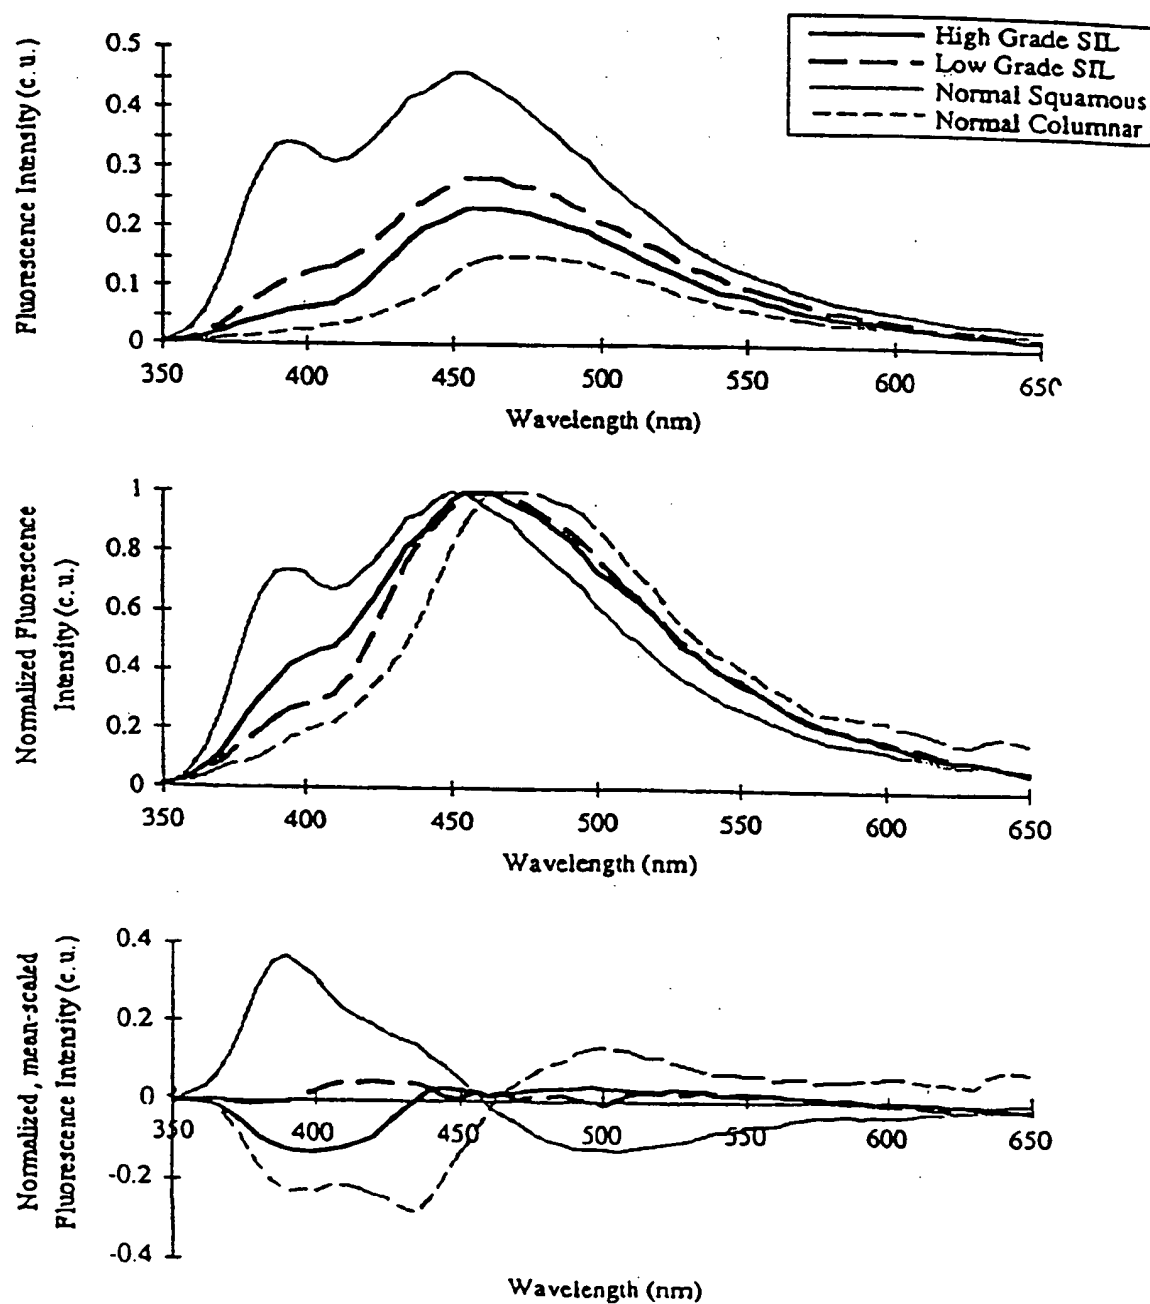 High Grade SIL
Low Grade SIL
Normal Squamous
Normal Columnar
Fluorescence Intensity (c.u.)
0.5
0.4
0.3
0.2
0.1
0
350 400 450 500 550 600 650
Wavelength (nm)
Normalized Fluorescence
Intensity (c.u.)
1
0.8
0.6
0.4
0.2
0
350 400 450 500 550 600 650
Wavelength (nm)
Normalized, mean-scaled
Fluorescence Intensity (c.u.)
0.4
0.2
0
350 400 450 500 550 600 650
-0.2
-0.4
Wavelength (nm)